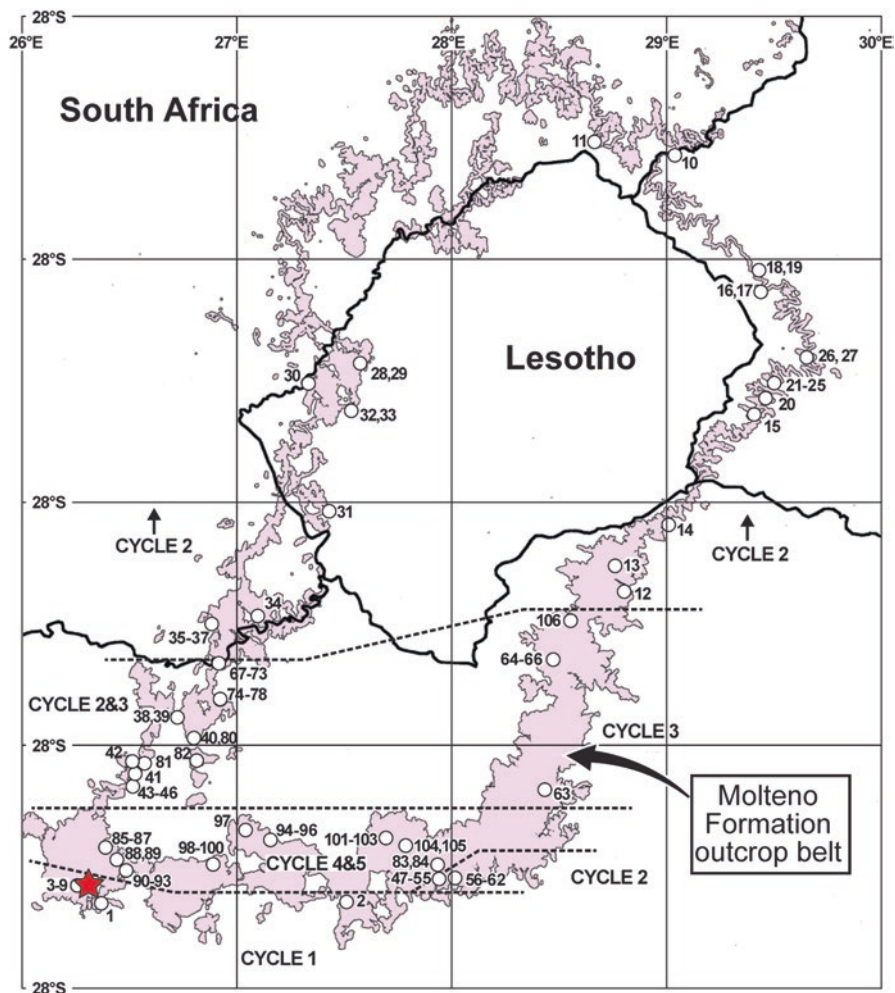 28°S
26°E 27°E 28°S 29°E 30°E
South Africa
11
10
28°S
18,19
16,17
Lesotho
26, 27
30
28,29
21-25
20
32,33
15
28°S
31
CYCLE 2
14
CYCLE 2
13
12
34
35-37
106
67-73
64-66
74-78
CYCLE 2&3
38,39
CYCLE 3
40,80
28°S
42
81
82
41
43-46
63
Molteno
Formation
outcrop belt
97
94-96
101-103
85-87
104,105
88,89
98-100
CYCLE 4&5
83,84
CYCLE 2
90-93
47-55
56-62
3-9
1
2
CYCLE 1
28°S